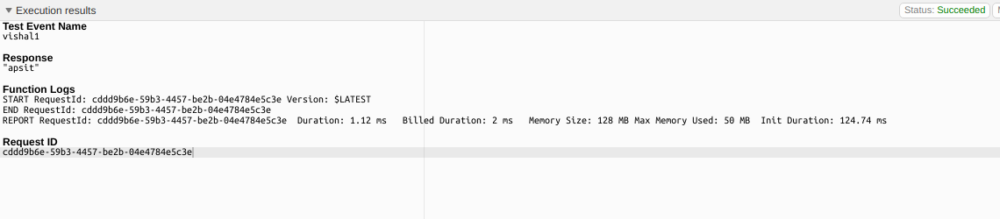 Execution results
Status: Succeeded
Test Event Name
vishal1
Response
"apsit"
Function Logs
START RequestId: cddd9b6e-59b3-4457-be2b-04e4784e5c3e Version: $LATEST
END RequestId: cddd9b6e-59b3-4457-be2b-04e4784e5c3e
REPORT RequestId: cddd9b6e-59b3-4457-be2b-04e4784e5c3e Duration: 1.12 ms Billed Duration: 2 ms Memory Size: 128 MB Max Memory Used: 50 MB Init Duration: 124.74 ms
Request ID
cddd9b6e-59b3-4457-be2b-04e4784e5c3e